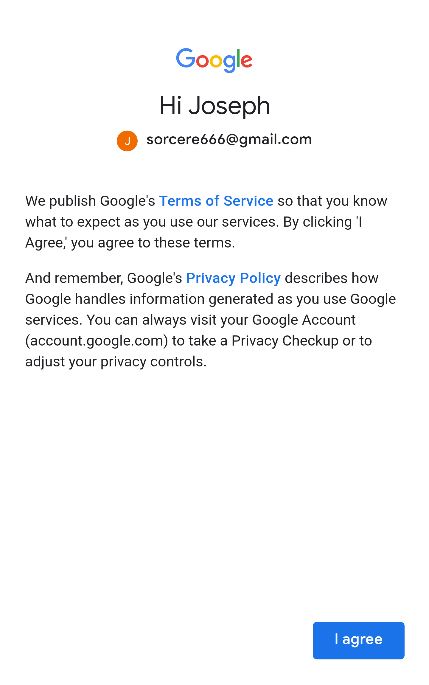 Google
Hi Joseph
J
sorcere666@gmail.com
We publish Google's Terms of Service so that you know
what to expect as you use our services. By clicking 'I
Agree,' you agree to these terms.
And remember, Google's Privacy Policy describes how
Google handles information generated as you use Google
services. You can always visit your Google Account
(account.google.com) to take a Privacy Checkup or to
adjust your privacy controls.
I agree